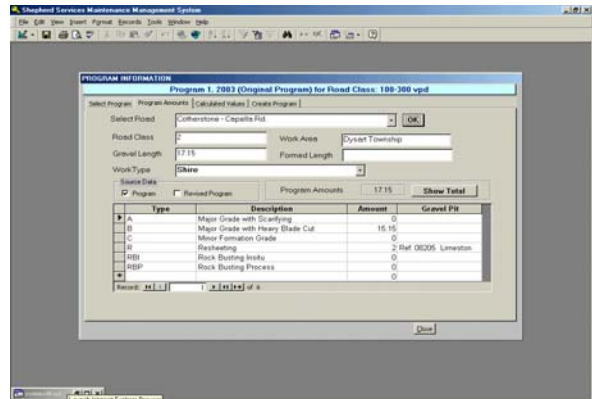 Shepherd Services Maintenance Management System
File Edit View Insert Format Records Tools Window Help
PROGRAM INFORMATION
Program 1, 2003 (Original Program) for Road Class: 100-300 vpd
Select Program Program Amounts Calculated Values Create Program
Select Road Cotherstone - Capella Rd. OK
Road Class 2 Work Area Dysart Township
Gravel Length 17.15 Formed Length
WorkType Shire
Source Data
Program Revised Program Program Amounts 17.15 Show Total
Type Description Amount Gravel Pit
A Major Grade with Scarifying 0
B Major Grade with Heavy Blade Cut 15.15
C Minor Formation Grade 0
R Resheeting 2 Ref: 08205 Limeston
RBI Rock Busting Insitu 0
RBP Rock Busting Process 0
0
Record: 1 of 6
Close